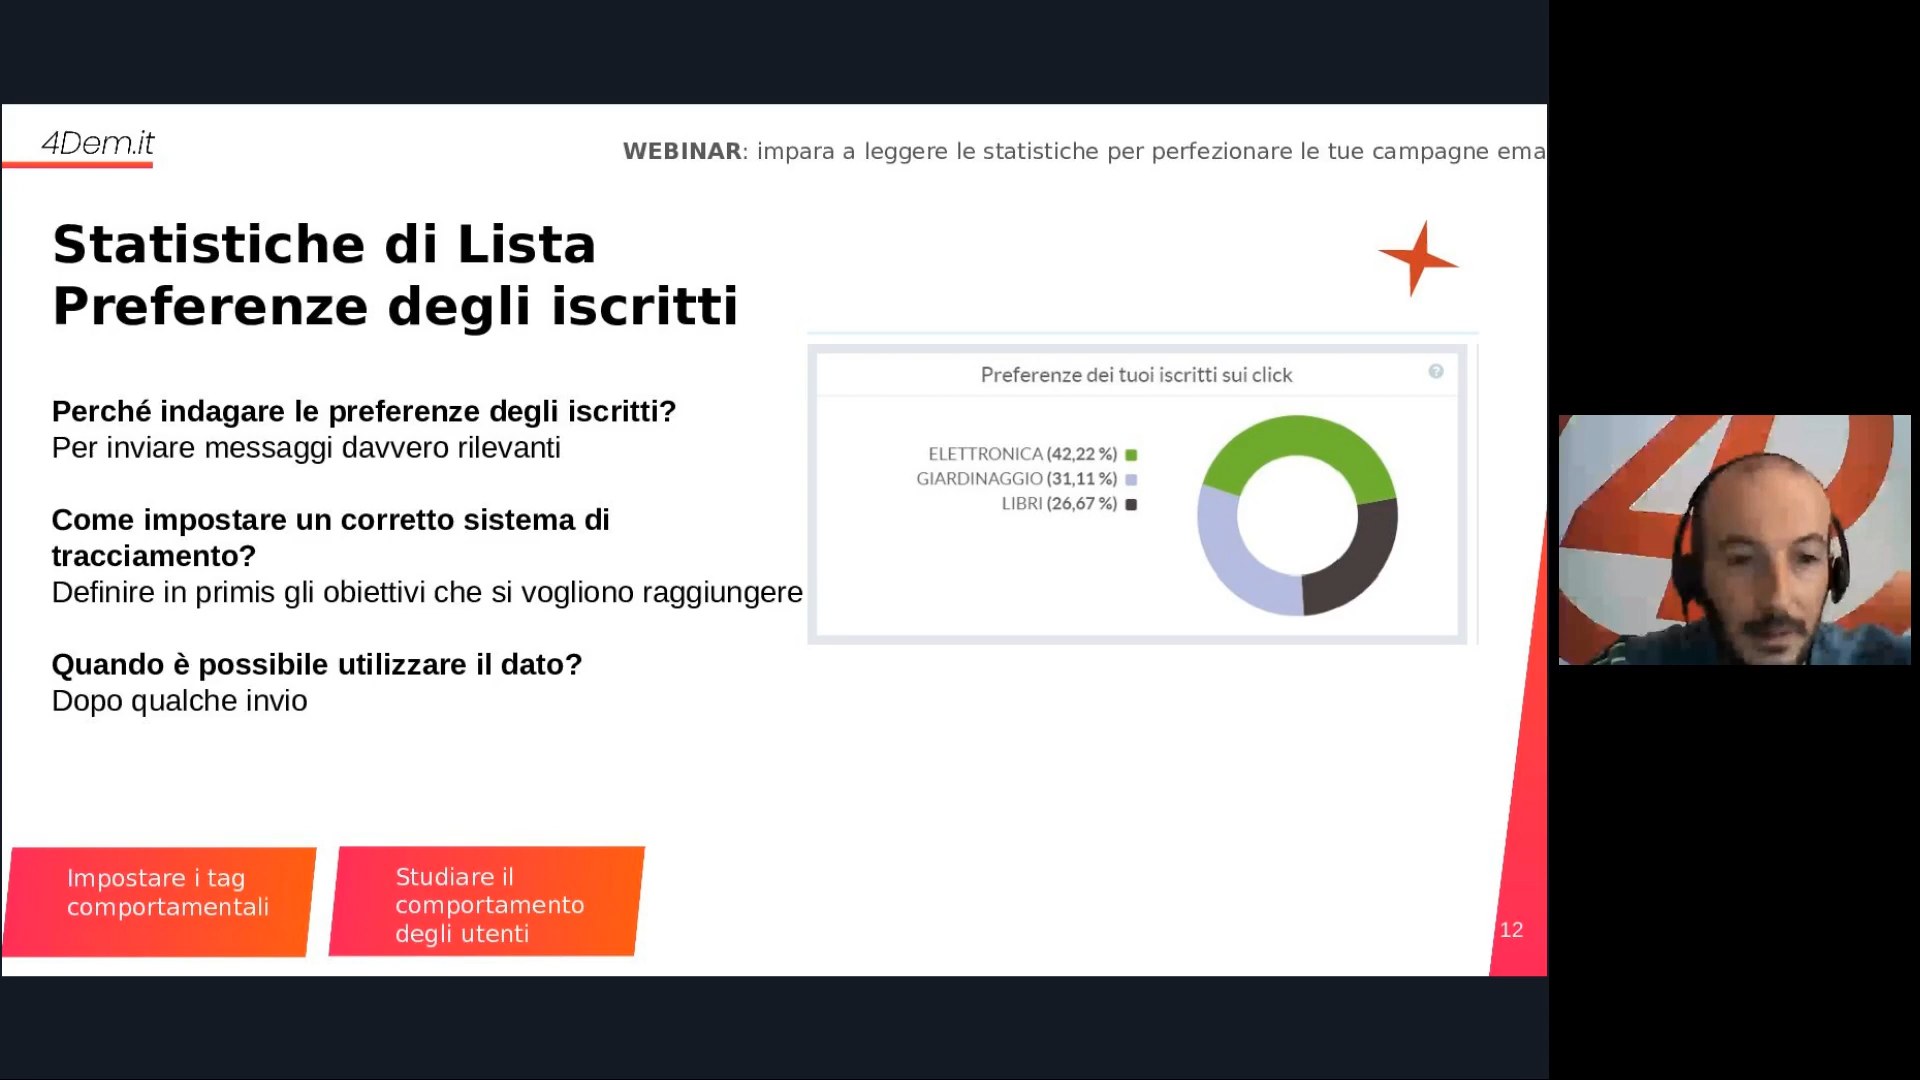 4Dem.it
WEBINAR: impara a leggere le statistiche per perfezionare le tue campagne ema
Statistiche di Lista
Preferenze degli iscritti
Perché indagare le preferenze degli iscritti?
Per inviare messaggi davvero rilevanti
Come impostare un corretto sistema di
tracciamento?
Definire in primis gli obiettivi che si vogliono raggiungere
Quando è possibile utilizzare il dato?
Dopo qualche invio
Preferenze dei tuoi iscritti sui click
?
ELETTRONICA (42,22 %)
GIARDINAGGIO (31,11 %)
LIBRI (26,67 %)
Impostare i tag
comportamentali
Studiare il
comportamento
degli utenti
12